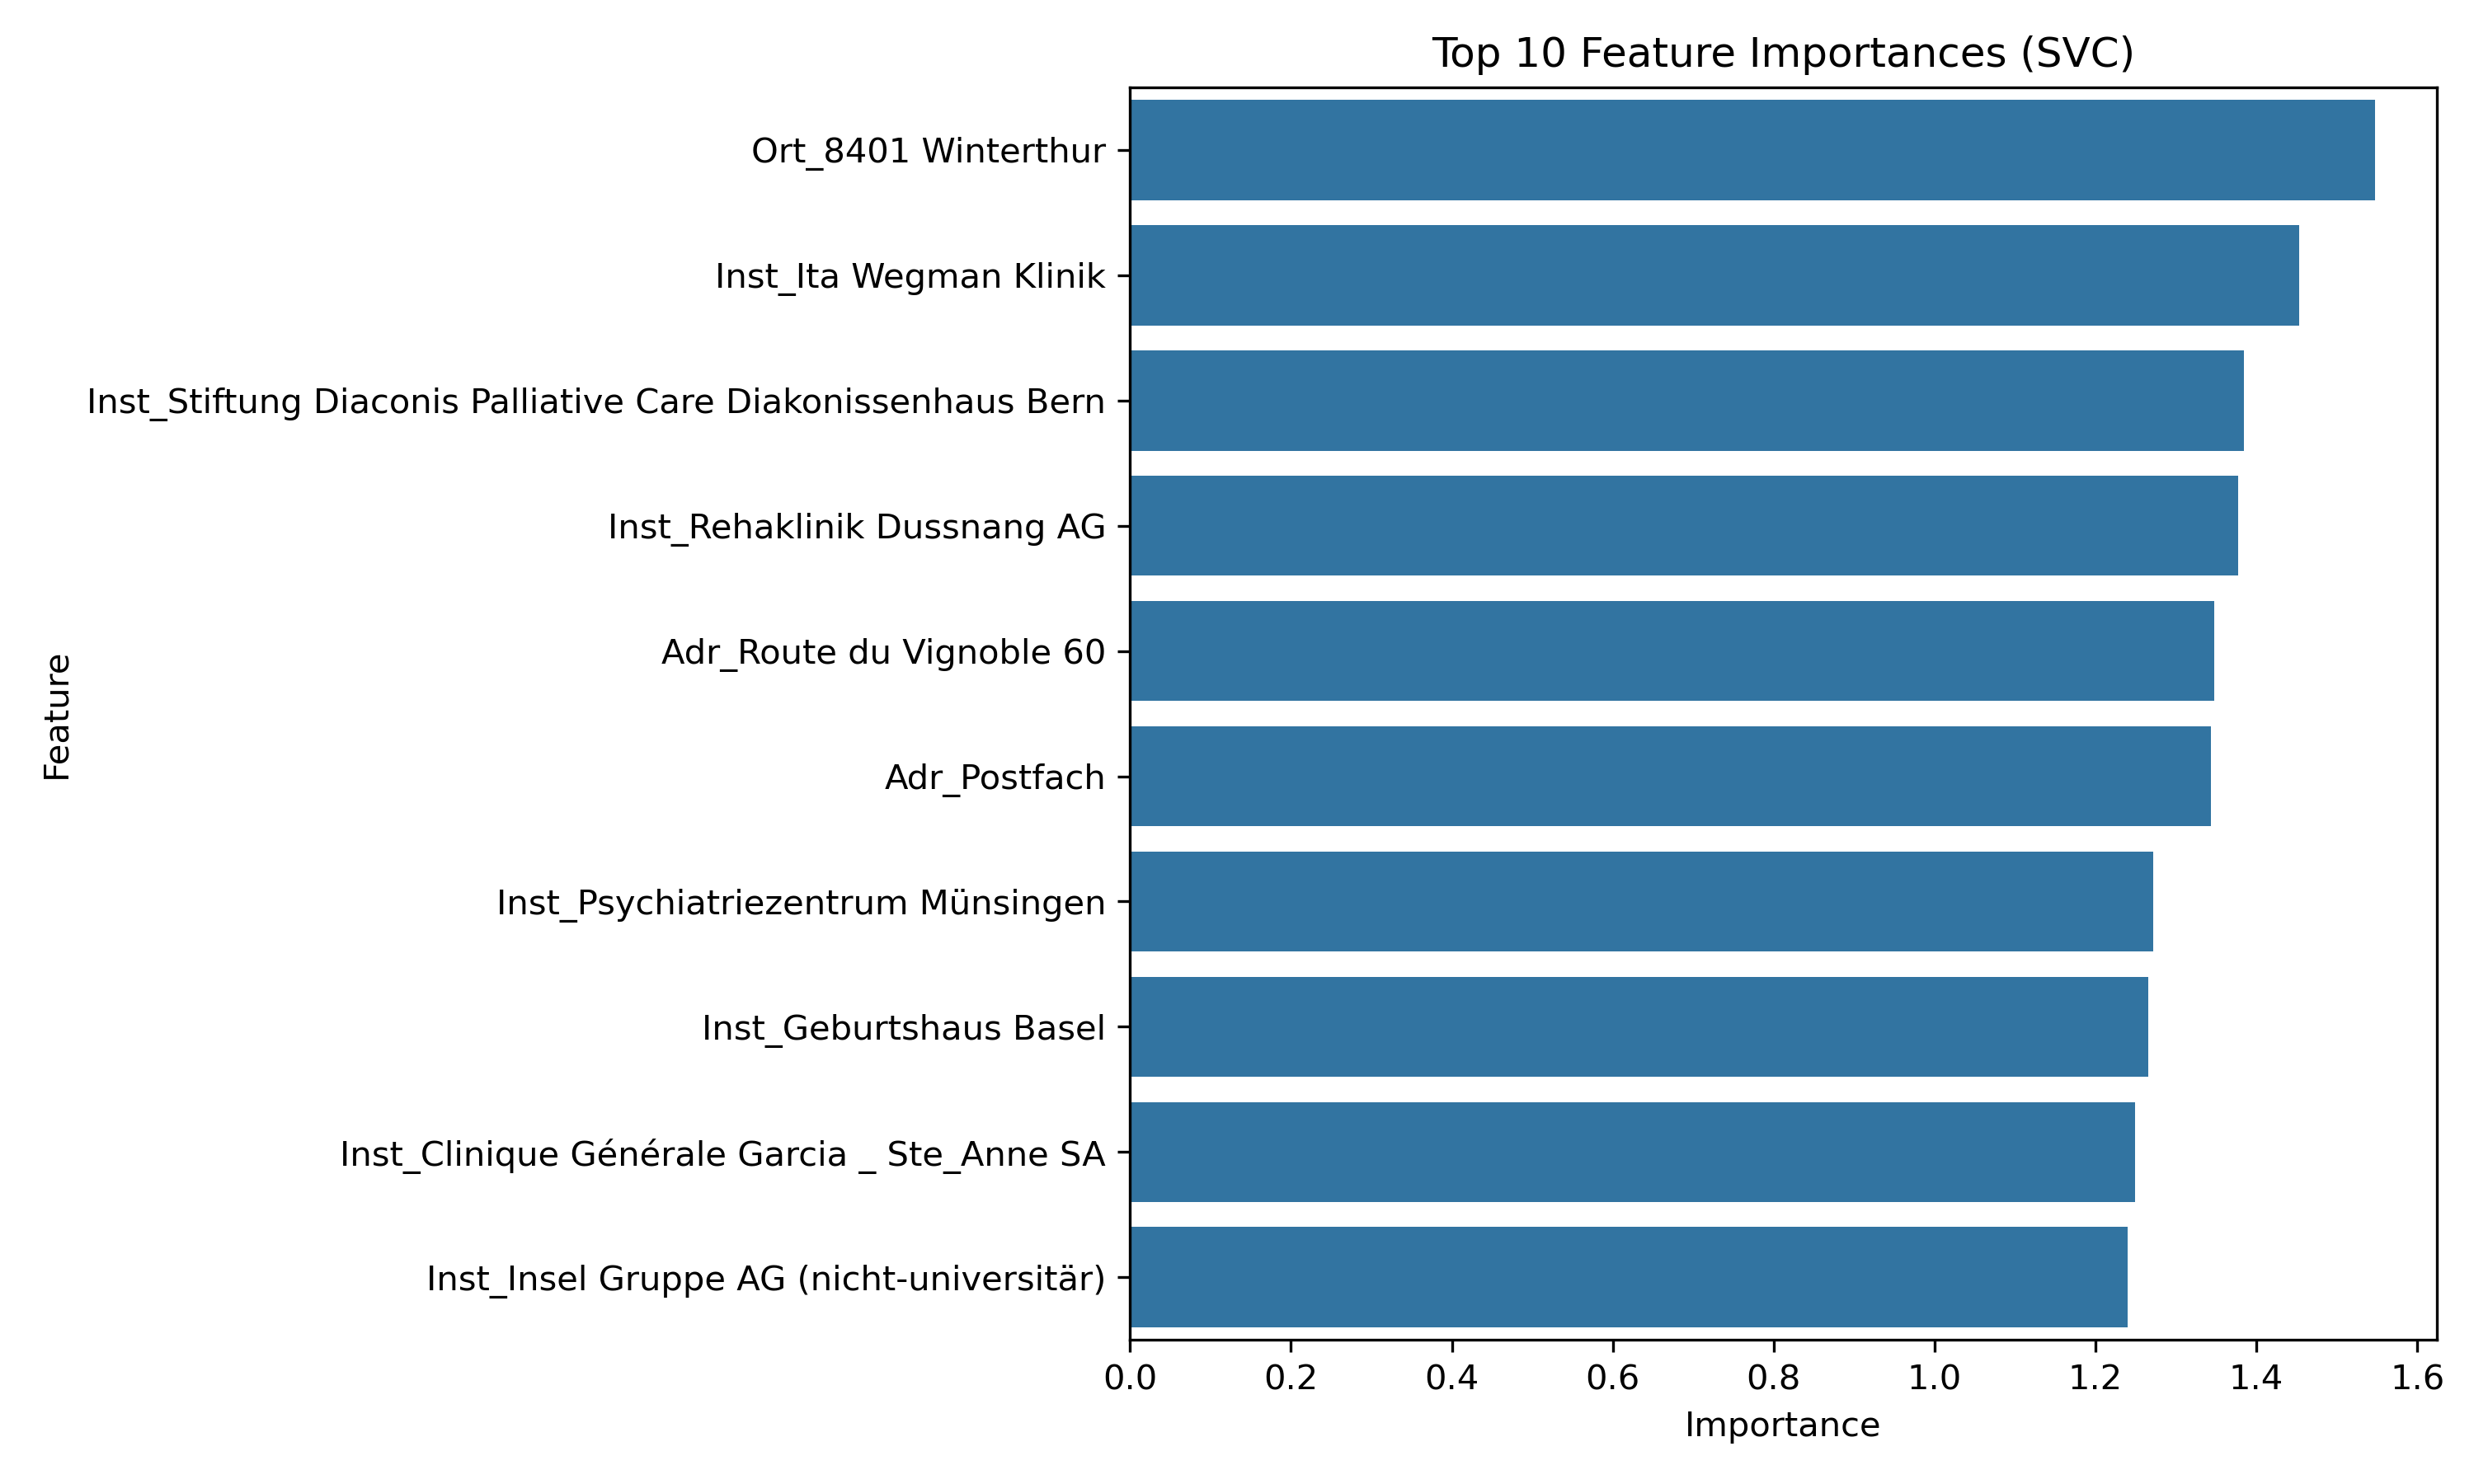 Top 10 Feature Importances (SVC)
Ort_8401 Winterthur
Inst_Ita Wegman Klinik
Inst_Stiftung Diaconis Palliative Care Diakonissenhaus Bern
Inst_Rehaklinik Dussnang AG
Adr_Route du Vignoble 60
Adr_Postfach
Inst_Psychiatriezentrum Münsingen
Inst_Geburtshaus Basel
Inst_Clinique Générale Garcia _ Ste_Anne SA
Inst_Insel Gruppe AG (nicht-universitär)
Feature
0.0 0.2 0.4 0.6 0.8 1.0 1.2 1.4 1.6
Importance